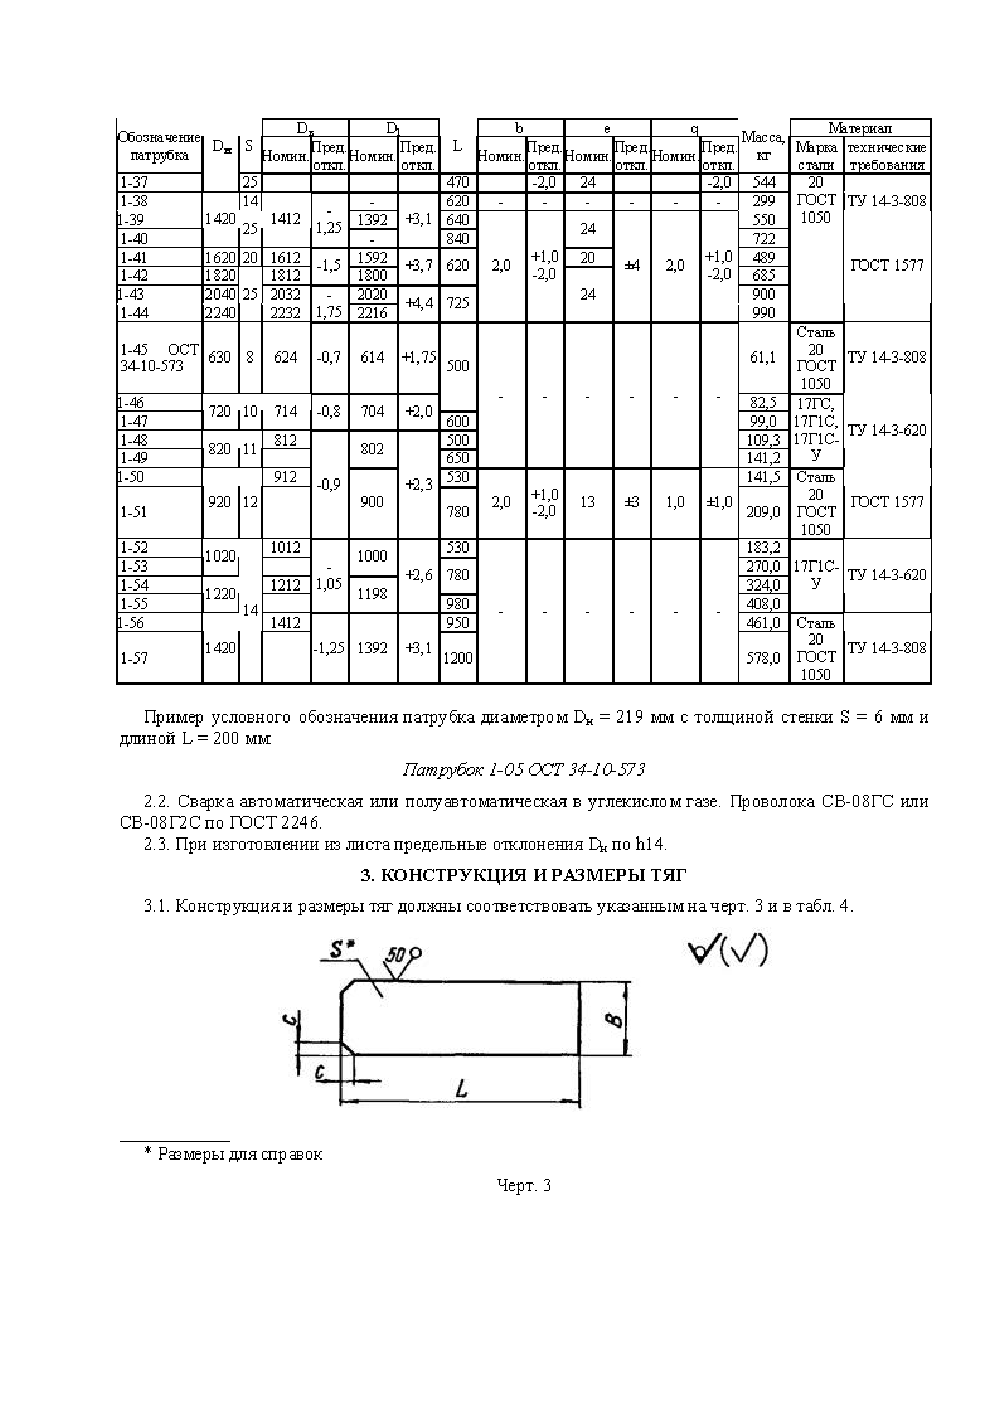 Обозначение патрубка Dн S Dр D1 L b e q Масса, кг Материал
Номин. Пред. откл. Номин. Пред. откл. Номин. Пред. откл. Номин. Пред. откл. Номин. Пред. откл. Марка стали технические требования
1-37 25 470 -2,0 24 -2,0 544 20 ГОСТ 1050 ТУ 14-3-808
1-38 1420 14 1412 -1,25 - +3,1 620 - - - - - - 299
1-39 25 1392 640 2,0 +1,0 -2,0 24 ±4 2,0 +1,0 -2,0 550 ГОСТ 1577
1-40 - 840 722
1-41 1620 20 1612 -1,5 1592 +3,7 620 20 489
1-42 1820 25 1812 1800 24 685
1-43 2040 2032 -1,75 2020 +4,4 725 900
1-44 2240 2232 2216 990
1-45 ОСТ 34-10-573 630 8 624 -0,7 614 +1,75 500 - - - - - - 61,1 Сталь 20 ГОСТ 1050 ТУ 14-3-808
1-46 720 10 714 -0,8 704 +2,0 82,5 17ГС, 17Г1С, 17Г1С-У ТУ 14-3-620
1-47 600 99,0
1-48 820 11 812 -0,9 802 +2,3 500 109,3
1-49 650 141,2
1-50 920 12 912 900 530 2,0 +1,0 -2,0 13 ±3 1,0 ±1,0 141,5 Сталь 20 ГОСТ 1050 ГОСТ 1577
1-51 780 209,0
1-52 1020 14 1012 -1,05 1000 +2,6 530 - - - - - - 183,2 17Г1С-У ТУ 14-3-620
1-53 780 270,0
1-54 1220 1212 1198 324,0
1-55 980 408,0
1-56 1420 1412 -1,25 1392 +3,1 950 461,0 Сталь 20 ГОСТ 1050 ТУ 14-3-808
1-57 1200 578,0
Пример условного обозначения патрубка диаметром Dн = 219 мм с толщиной стенки S = 6 мм и
длиной L = 200 мм:
Патрубок 1-05 ОСТ 34-10-573
2.2. Сварка автоматическая или полуавтоматическая в углекислом газе. Проволока СВ-08ГС или
СВ-08Г2С по ГОСТ 2246.
2.3. При изготовлении из листа предельные отклонения Dн по h14.
3. КОНСТРУКЦИЯ И РАЗМЕРЫ ТЯГ
3.1. Конструкция и размеры тяг должны соответствовать указанным на черт. 3 и в табл. 4.
S* 50
c
B
c
L
* Размеры для справок
Черт. 3